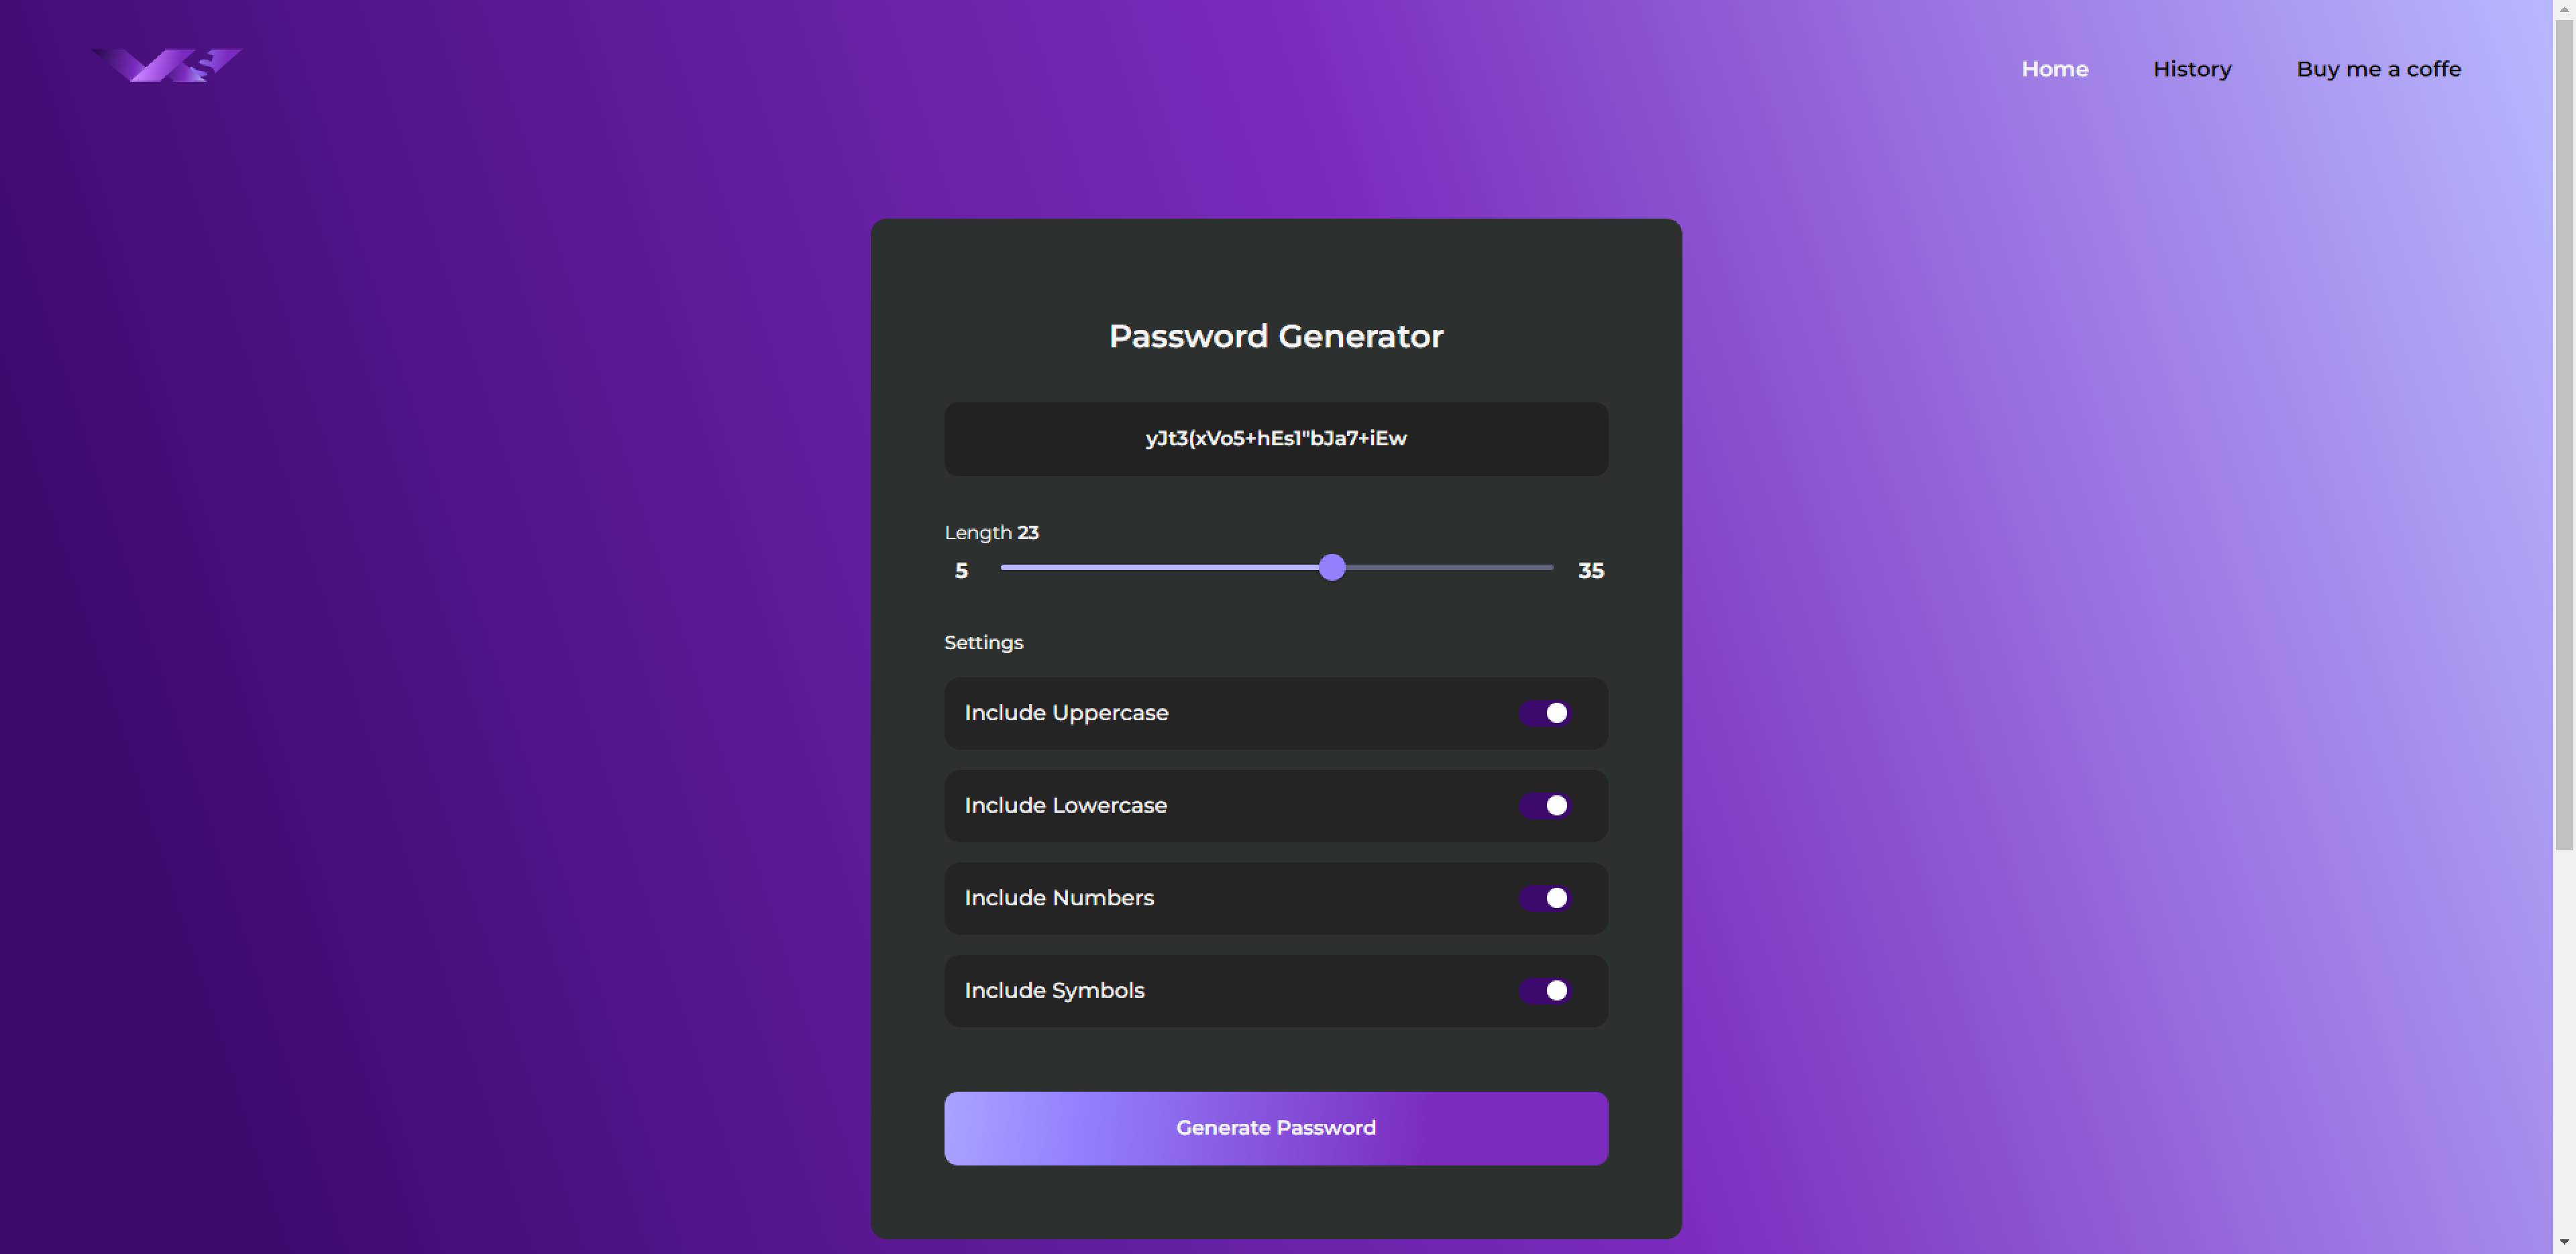 Home History Buy me a coffe
Password Generator
yJt3(xVo5+hEs1"bJa7+iEw
Length 23
5 35
Settings
Include Uppercase
Include Lowercase
Include Numbers
Include Symbols
Generate Password